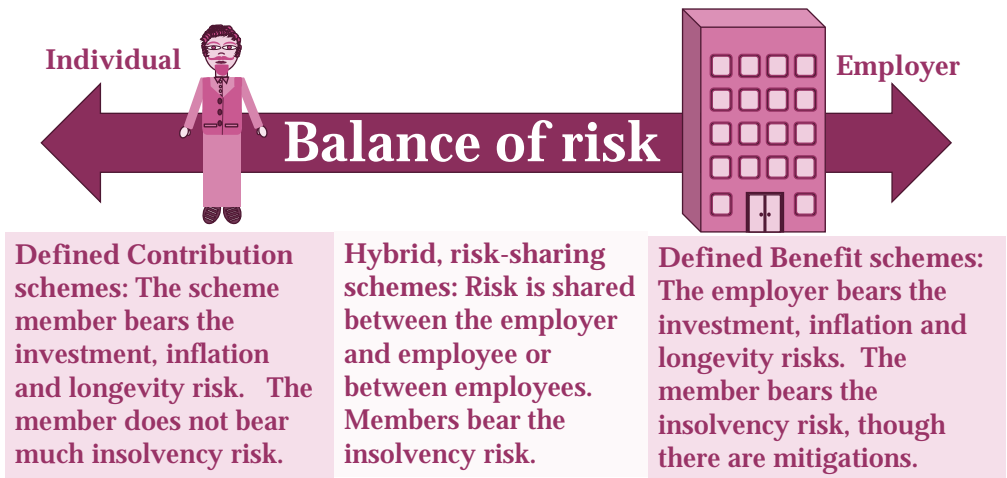 Individual
Employer
Balance of risk
Defined Contribution
schemes: The scheme
member bears the
investment, inflation
and longevity risk. The
member does not bear
much insolvency risk.
Hybrid, risk-sharing
schemes: Risk is shared
between the employer
and employee or
between employees.
Members bear the
insolvency risk.
Defined Benefit schemes:
The employer bears the
investment, inflation and
longevity risks. The
member bears the
insolvency risk, though
there are mitigations.